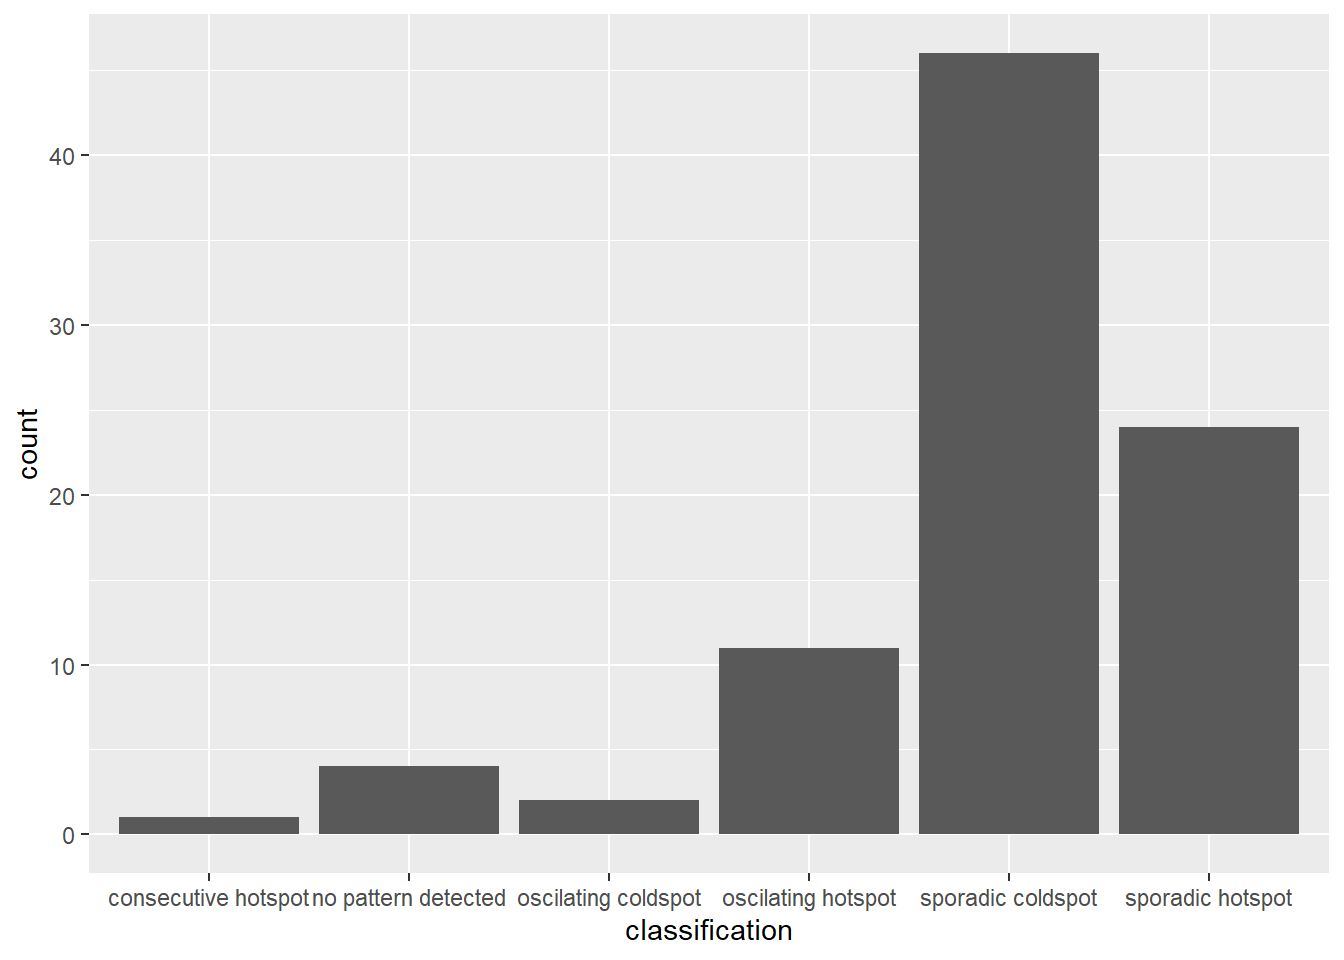 count
40
30
20
10
0
consecutive hotspot no pattern detected oscilating coldspot oscilating hotspot sporadic coldspot sporadic hotspot
classification